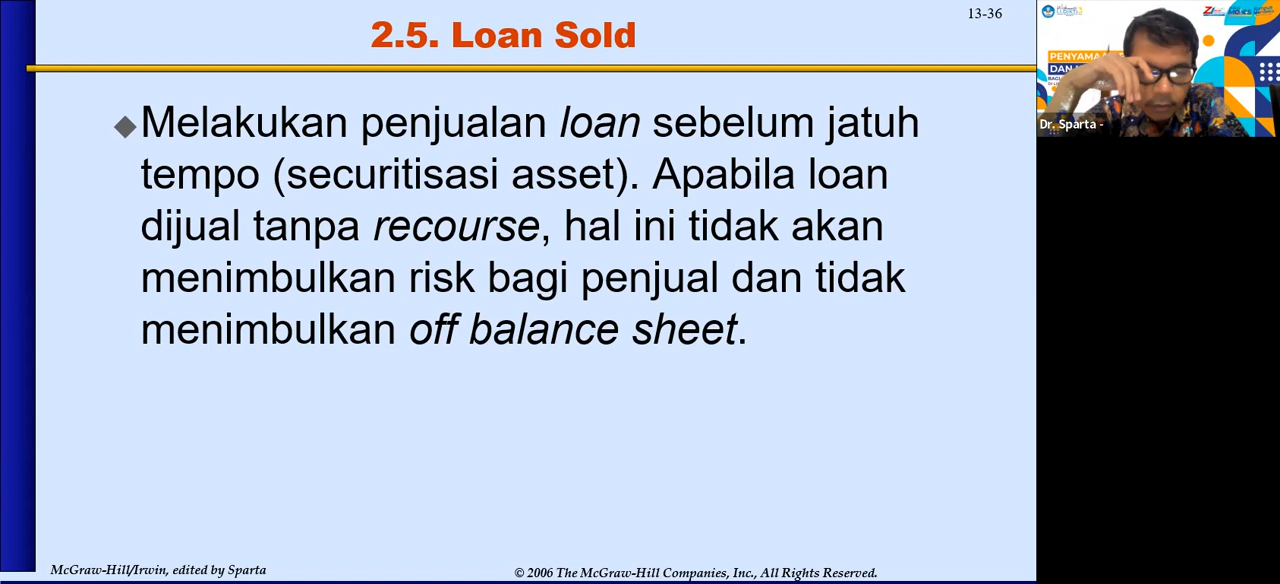 2.5. Loan Sold
13-36
Melakukan penjualan loan sebelum jatuh
tempo (securitisasi asset). Apabila loan
dijual tanpa recourse, hal ini tidak akan
menimbulkan risk bagi penjual dan tidak
menimbulkan off balance sheet.
McGraw-Hill/Irwin, edited by Sparta
© 2006 The McGraw-Hill Companies, Inc., All Rights Reserved.
PENYAMA
Dr. Sparta -